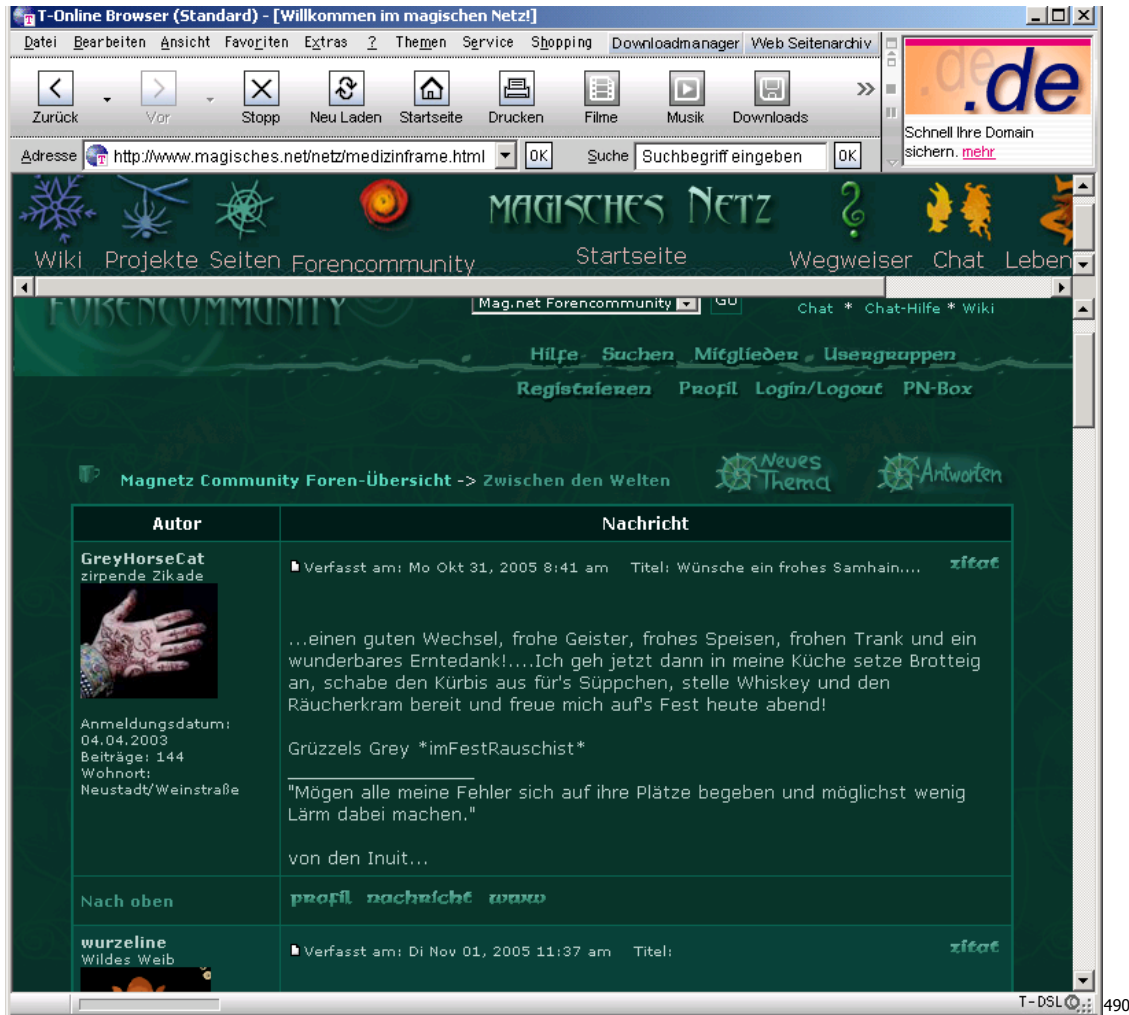 T-Online Browser (Standard) - [Willkommen im magischen Netz!]
Datei Bearbeiten Ansicht Favoriten Extras ? Themen Service Shopping Downloadmanager Web Seitenarchiv
Zurück Vor Stopp Neu Laden Startseite Drucken Filme Musik Downloads
.de .de
Schnell Ihre Domain
sichern. mehr
Adresse http://www.magisches.net/netz/medizinframe.html OK Suche Suchbegriff eingeben OK
MAGISCHES NETZ
Wiki Projekte Seiten Forencommunity Startseite Wegweiser Chat Leben
FORENCOMMUNITY
Mag.net Forencommunity GO
Chat * Chat-Hilfe * Wiki
Hilfe Suchen Mitglieder Usergruppen
Registrieren Profil Login/Logout PN-Box
Magnetz Community Foren-Übersicht -> Zwischen den Welten
Neues
Thema
Antworten
Autor Nachricht
GreyHorseCat
zirpende Zikade
Anmeldungsdatum:
04.04.2003
Beiträge: 144
Wohnort:
Neustadt/Weinstraße
Verfasst am: Mo Okt 31, 2005 8:41 am Titel: Wünsche ein frohes Samhain.... zitat
...einen guten Wechsel, frohe Geister, frohes Speisen, frohen Trank und ein
wunderbares Erntedank!....Ich geh jetzt dann in meine Küche setze Brotteig
an, schabe den Kürbis aus für's Süppchen, stelle Whiskey und den
Räucherkram bereit und freue mich auf's Fest heute abend!
Grüzzels Grey *imFestRauschist*
"Mögen alle meine Fehler sich auf ihre Plätze begeben und möglichst wenig
Lärm dabei machen."
von den Inuit...
Nach oben profil nachricht www
wurzeline
Wildes Weib
Verfasst am: Di Nov 01, 2005 11:37 am Titel: zitat
T-DSL
490